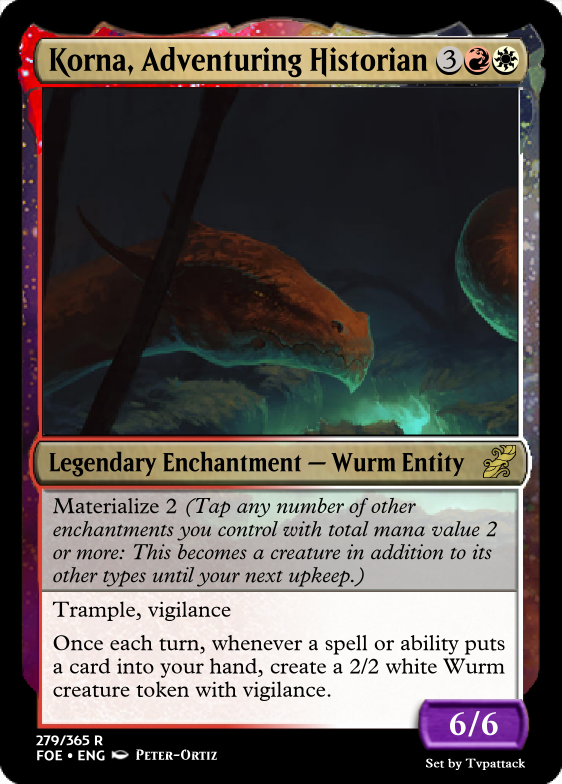 Korna, Adventuring Historian 3
Legendary Enchantment — Wurm Entity
Materialize 2 (Tap any number of other
enchantments you control with total mana value 2
or more: This becomes a creature in addition to its
other types until your next upkeep.)
Trample, vigilance
Once each turn, whenever a spell or ability puts
a card into your hand, create a 2/2 white Wurm
creature token with vigilance.
6/6
279/365 R
FOE • ENG Peter-Ortiz
Set by Tvpattack